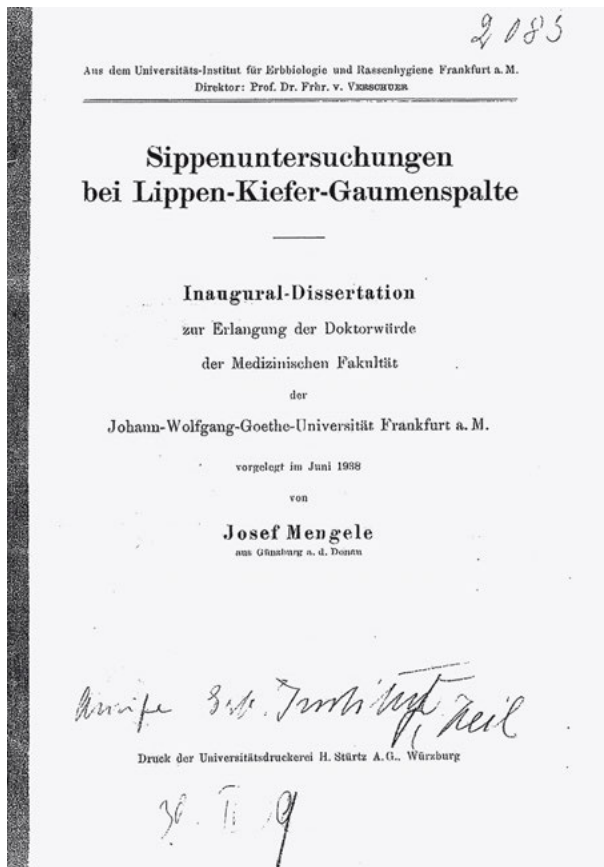 2085
Aus dem Universitäts-Institut für Erbbiologie und Rassenhygiene Frankfurt a. M.
Direktor: Prof. Dr. Frhr. v. VERSCHUER
Sippenuntersuchungen
bei Lippen-Kiefer-Gaumenspalte
Inaugural-Dissertation
zur Erlangung der Doktorwürde
der Medizinischen Fakultät
der
Johann-Wolfgang-Goethe-Universität Frankfurt a. M.
vorgelegt im Juni 1938
von
Josef Mengele
aus Günzburg a. d. Donau
Institut
Druck der Universitätsdruckerei H. Stürtz A. G., Würzburg